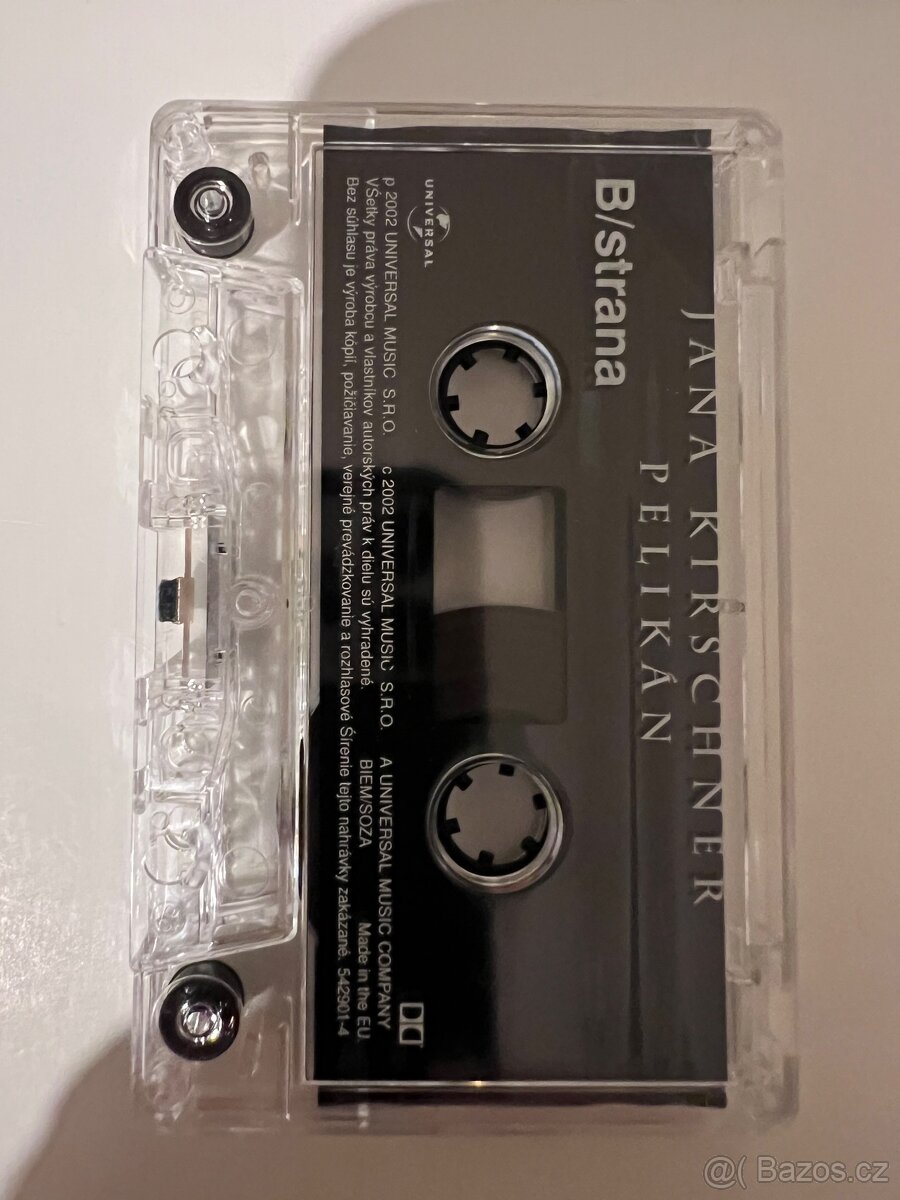 JANA KIRSCHNER
PELIKÁN
B/strana
UNIVERSAL
p 2002 UNIVERSAL MUSIC S.R.O. c 2002 UNIVERSAL MUSIC S.R.O. A UNIVERSAL MUSIC COMPANY
VŠetky práva výrobcu a vlastníkov autorských práv k dielu sú vyhradené. BIEM/SOZA Made in the EU
Bez súhlasu je výroba kópií, požičiavanie, verejné prevádzkovanie a rozhlasové Šírenie tejto nahrávky zakázané. 542901-4
@( Bazos.cz